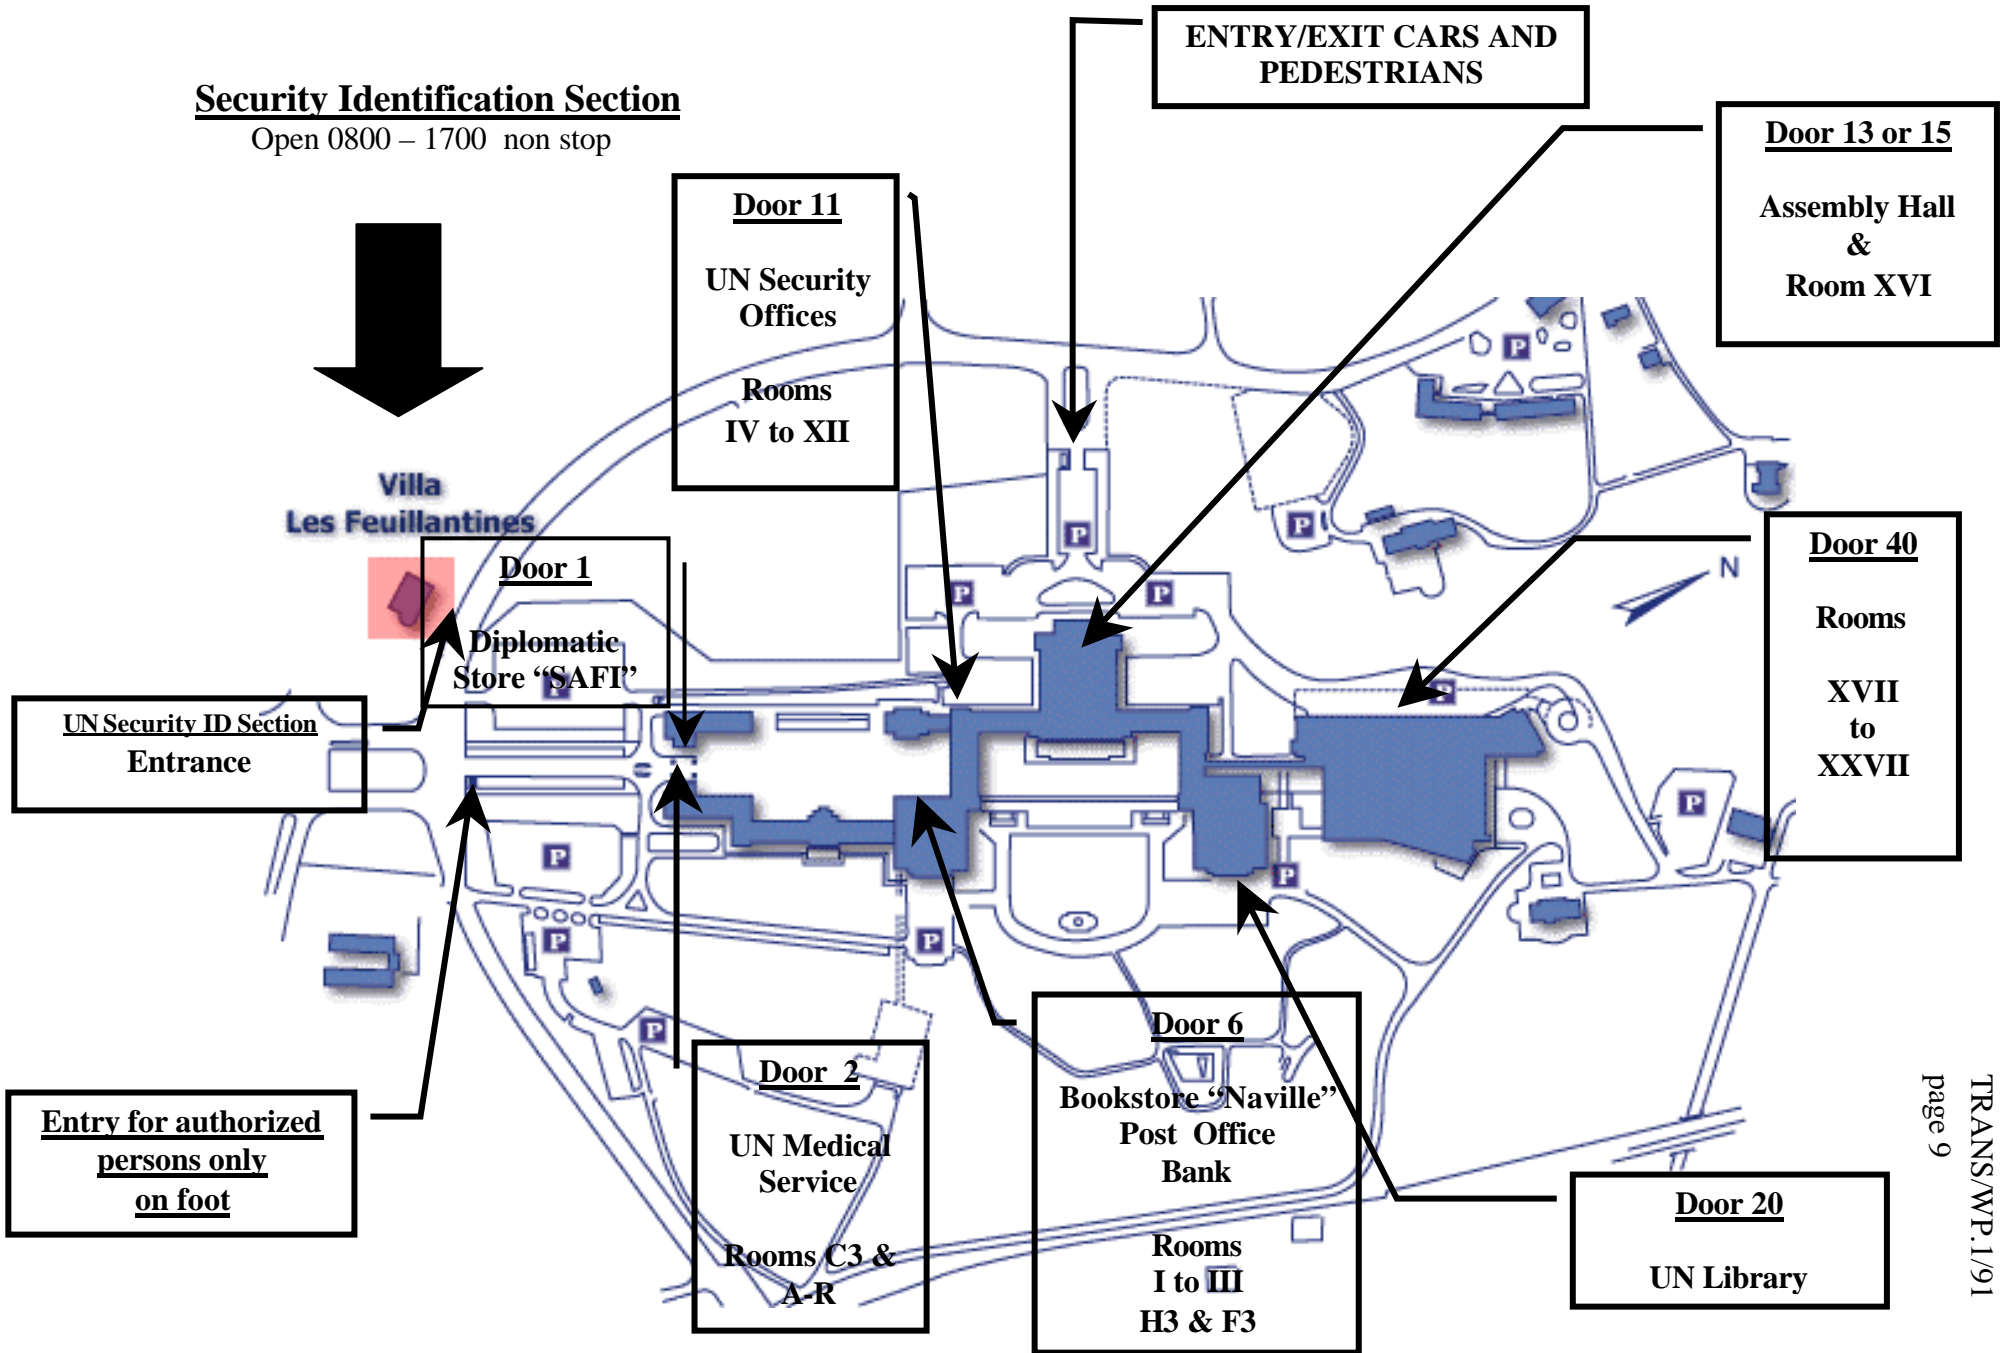 ENTRY/EXIT CARS AND
PEDESTRIANS
Security Identification Section
Open 0800 – 1700 non stop
Door 13 or 15
Assembly Hall
&
Room XVI
Door 11
UN Security
Offices
Rooms
IV to XII
P
Villa
Les Feuillantines
P
P
Door 1
Diplomatic
Store “SAFI”
P
P
P
Door 40
Rooms
XVII
to
XXVII
N
P
P
UN Security ID Section
Entrance
P
P
P
P
P
P
Door 6
Bookstore “Naville”
Post Office
Bank
Rooms
I to III
H3 & F3
Door 2
UN Medical
Service
Rooms C3 &
A-R
Entry for authorized
persons only
on foot
Door 20
UN Library
TRANS/WP.1/91
page 9